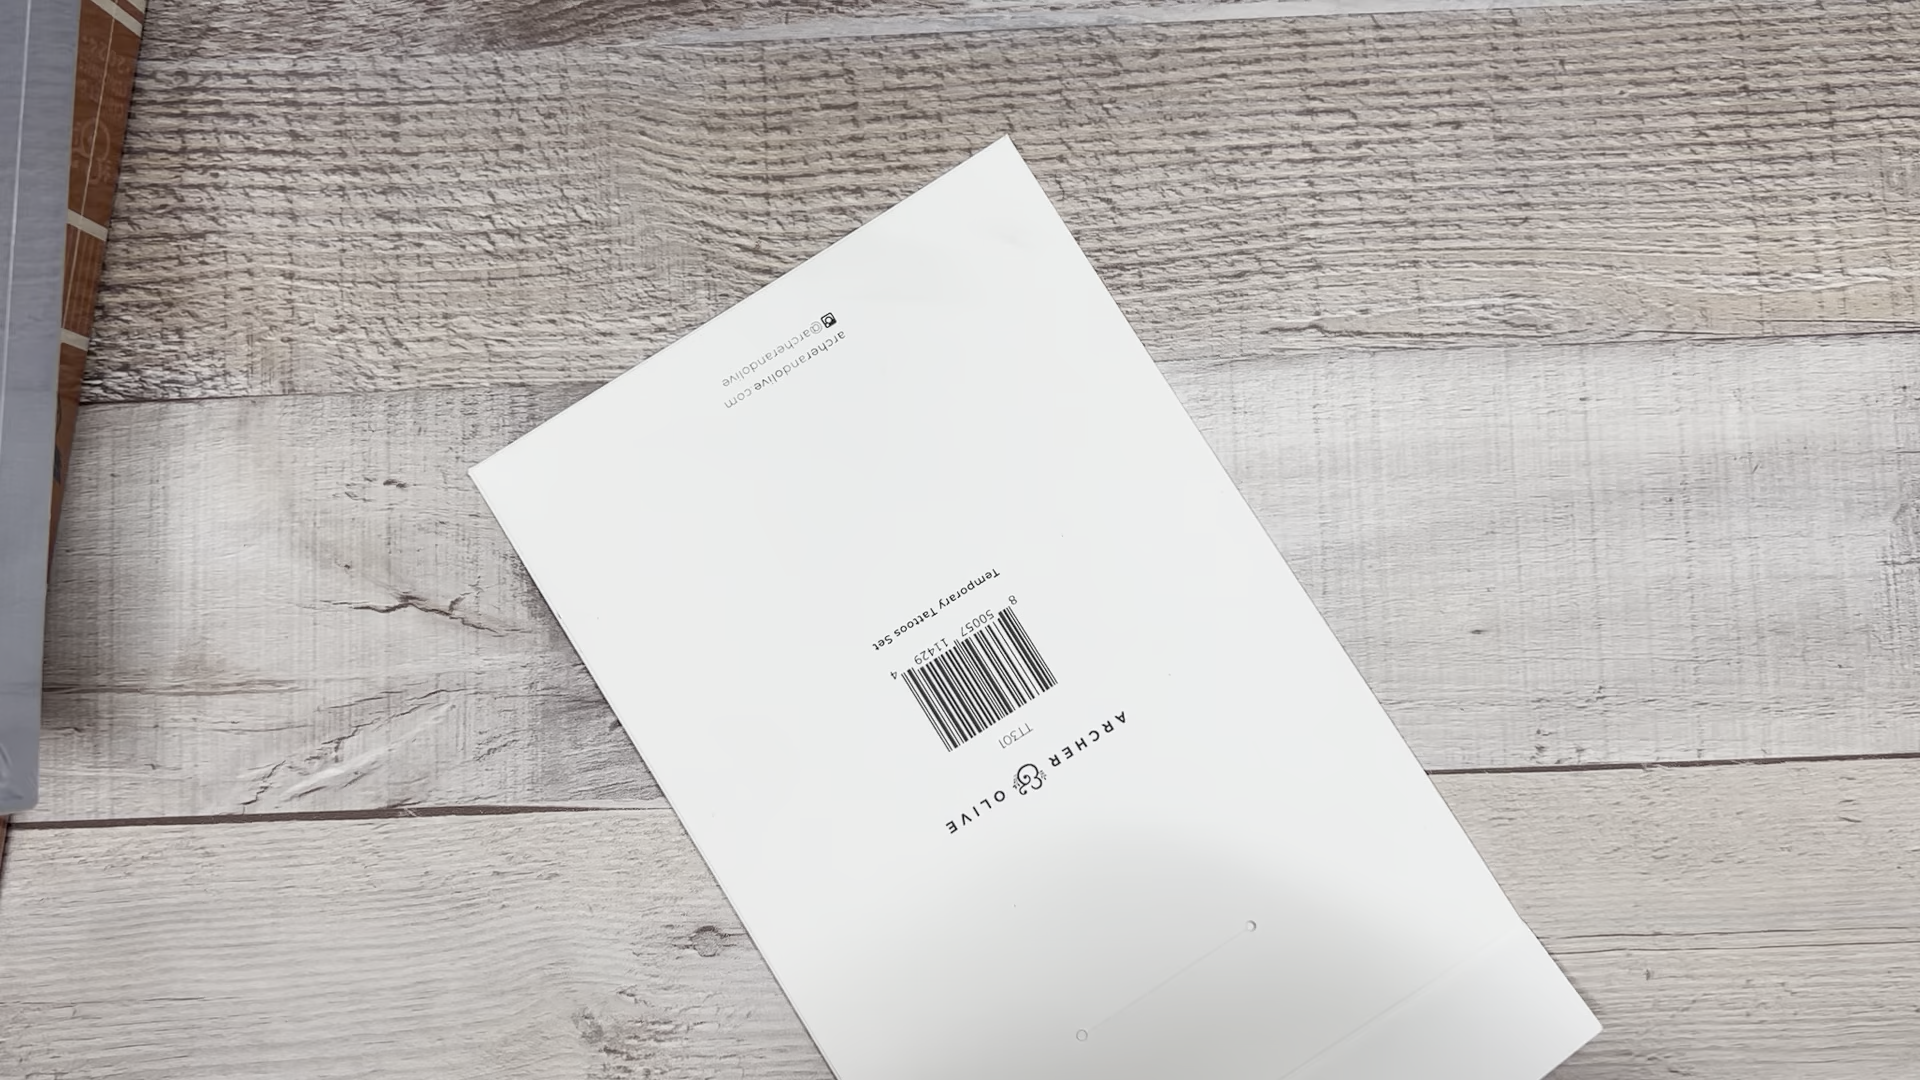 ARCHER & OLIVE
TT301
8 50057 11429 4
Temporary Tattoos Set
archerandolive.com
@archerandolive